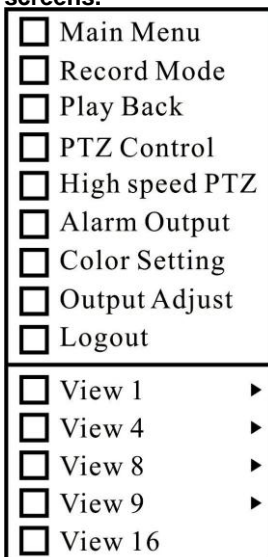 screens.
Main Menu
Record Mode
Play Back
PTZ Control
High speed PTZ
Alarm Output
Color Setting
Output Adjust
Logout
View 1
View 4
View 8
View 9
View 16